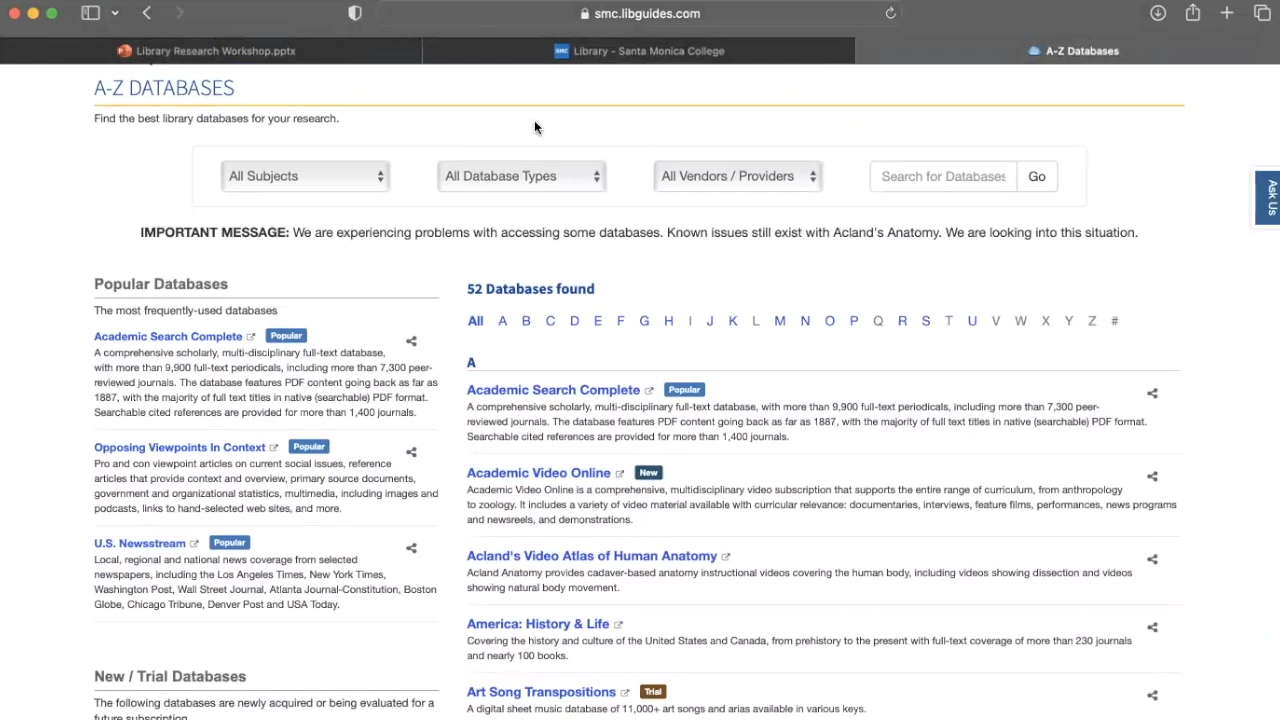 smc.libguides.com
Library Research Workshop.pptx
SMC Library - Santa Monica College
A-Z Databases
A-Z DATABASES
Find the best library databases for your research.
All Subjects
All Database Types
All Vendors / Providers
Search for Databases
Go
Ask Us
IMPORTANT MESSAGE: We are experiencing problems with accessing some databases. Known issues still exist with Acland's Anatomy. We are looking into this situation.
Popular Databases
The most frequently-used databases
Academic Search Complete Popular
A comprehensive scholarly, multi-disciplinary full-text database,
with more than 9,900 full-text periodicals, including more than 7,300 peer-
reviewed journals. The database features PDF content going back as far as
1887, with the majority of full text titles in native (searchable) PDF format.
Searchable cited references are provided for more than 1,400 journals.
Opposing Viewpoints In Context Popular
Pro and con viewpoint articles on current social issues, reference
articles that provide context and overview, primary source documents,
government and organizational statistics, multimedia, including images and
podcasts, links to hand-selected web sites, and more.
U.S. Newsstream Popular
Local, regional and national news coverage from selected
newspapers, including the Los Angeles Times, New York Times,
Washington Post, Wall Street Journal, Atlanta Journal-Constitution, Boston
Globe, Chicago Tribune, Denver Post and USA Today.
New / Trial Databases
The following databases are newly acquired or being evaluated for a
future subscription.
52 Databases found
All A B C D E F G H I J K L M N O P Q R S T U V W X Y Z #
A
Academic Search Complete Popular
A comprehensive scholarly, multi-disciplinary full-text database, with more than 9,900 full-text periodicals, including more than 7,300 peer-
reviewed journals. The database features PDF content going back as far as 1887, with the majority of full text titles in native (searchable) PDF format.
Searchable cited references are provided for more than 1,400 journals.
Academic Video Online New
Academic Video Online is a comprehensive, multidisciplinary video subscription that supports the entire range of curriculum, from anthropology
to zoology. It includes a variety of video material available with curricular relevance: documentaries, interviews, feature films, performances, news programs
and newsreels, and demonstrations.
Acland's Video Atlas of Human Anatomy
Acland Anatomy provides cadaver-based anatomy instructional videos covering the human body, including videos showing dissection and videos
showing natural body movement.
America: History & Life
Covering the history and culture of the United States and Canada, from prehistory to the present with full-text coverage of more than 230 journals
and nearly 100 books.
Art Song Transpositions Trial
A digital sheet music database of 11,000+ art songs and arias available in various keys.